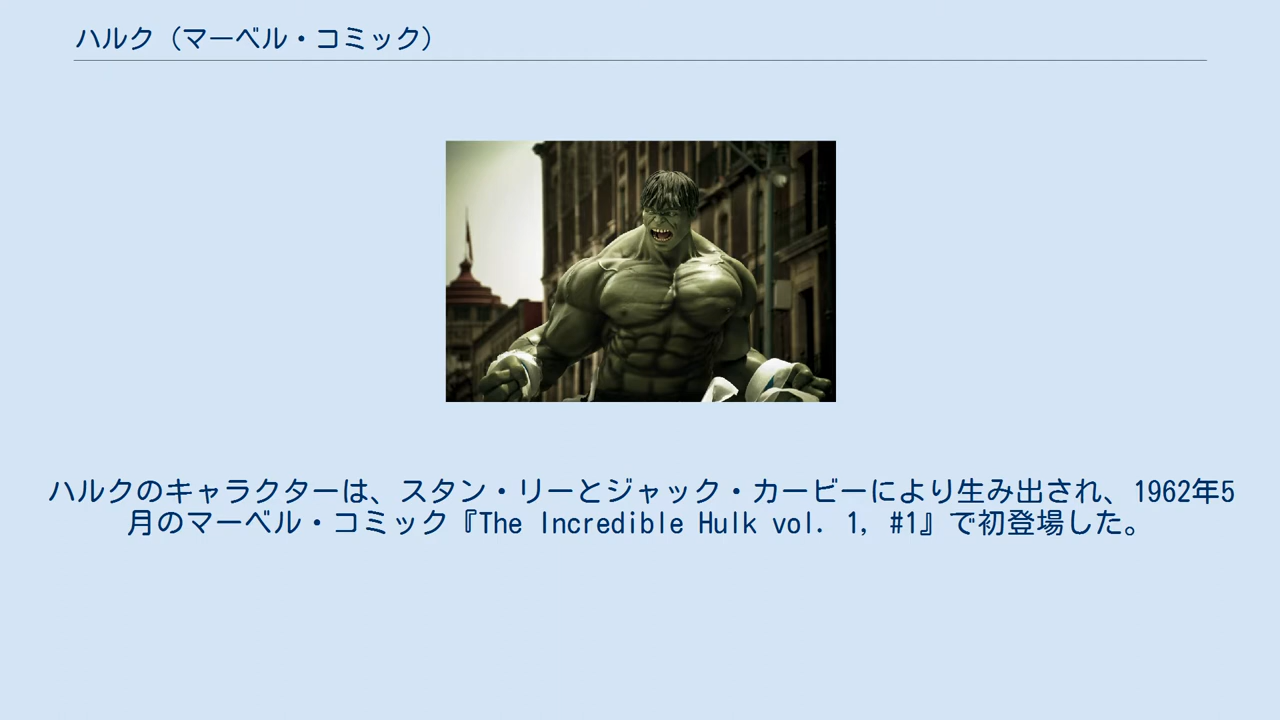 ハルク（マーベル・コミック）
ハルクのキャラクターは、スタン・リーとジャック・カービーにより生み出され、1962年5
月のマーベル・コミック『The Incredible Hulk vol. 1, #1』で初登場した。